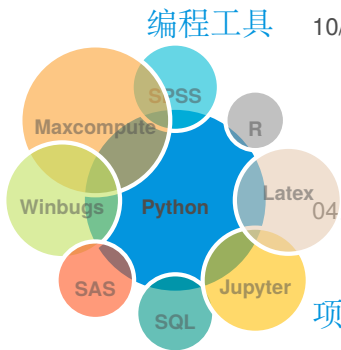 编程工具 10/
SPSS
Maxcompute
R
Winbugs
Python
Latex
04
SAS
Jupyter
SQL
项